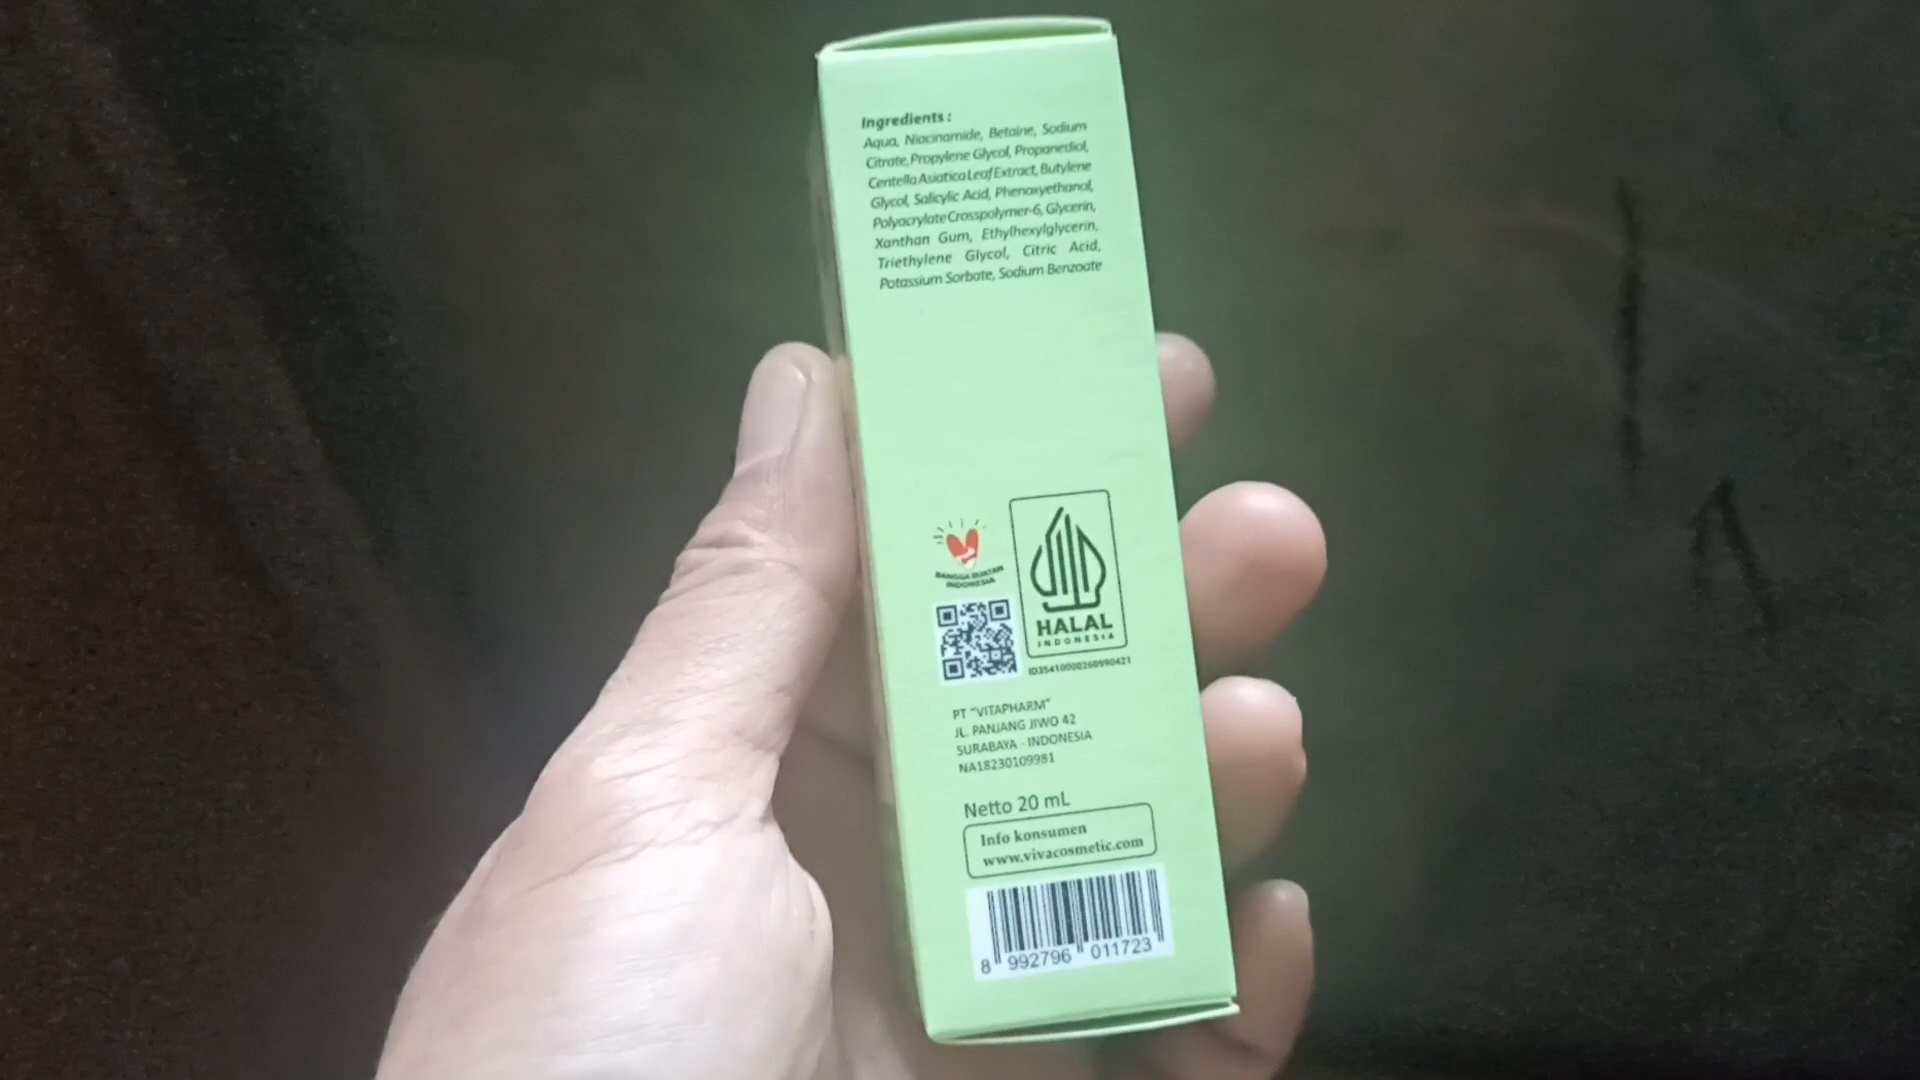 Ingredients :
Aqua, Niacinamide, Betaine, Sodium
Citrate, Propylene Glycol, Propanediol,
Centella Asiatica Leaf Extract, Butylene
Glycol, Salicylic Acid, Phenoxyethanol,
Polyacrylate Crosspolymer-6, Glycerin,
Xanthan Gum, Ethylhexylglycerin,
Triethylene Glycol, Citric Acid,
Potassium Sorbate, Sodium Benzoate
BANGGA BUATAN
INDONESIA
HALAL
INDONESIA
ID35410000260990421
PT "VITAPHARM"
JL. PANJANG JIWO 42
SURABAYA - INDONESIA
NA18230109981
Netto 20 mL
Info konsumen
www.vivacosmetic.com
8 992796 011723